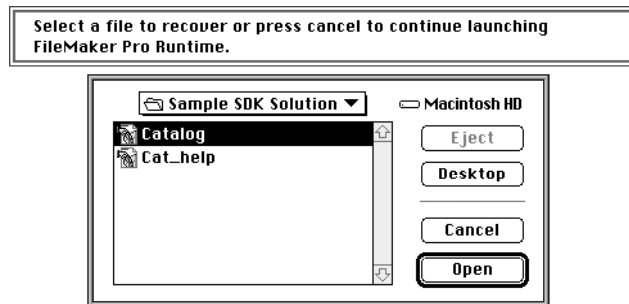 Select a file to recover or press cancel to continue launching
FileMaker Pro Runtime.
Sample SDK Solution
Macintosh HD
Catalog
Cat_help
Eject
Desktop
Cancel
Open